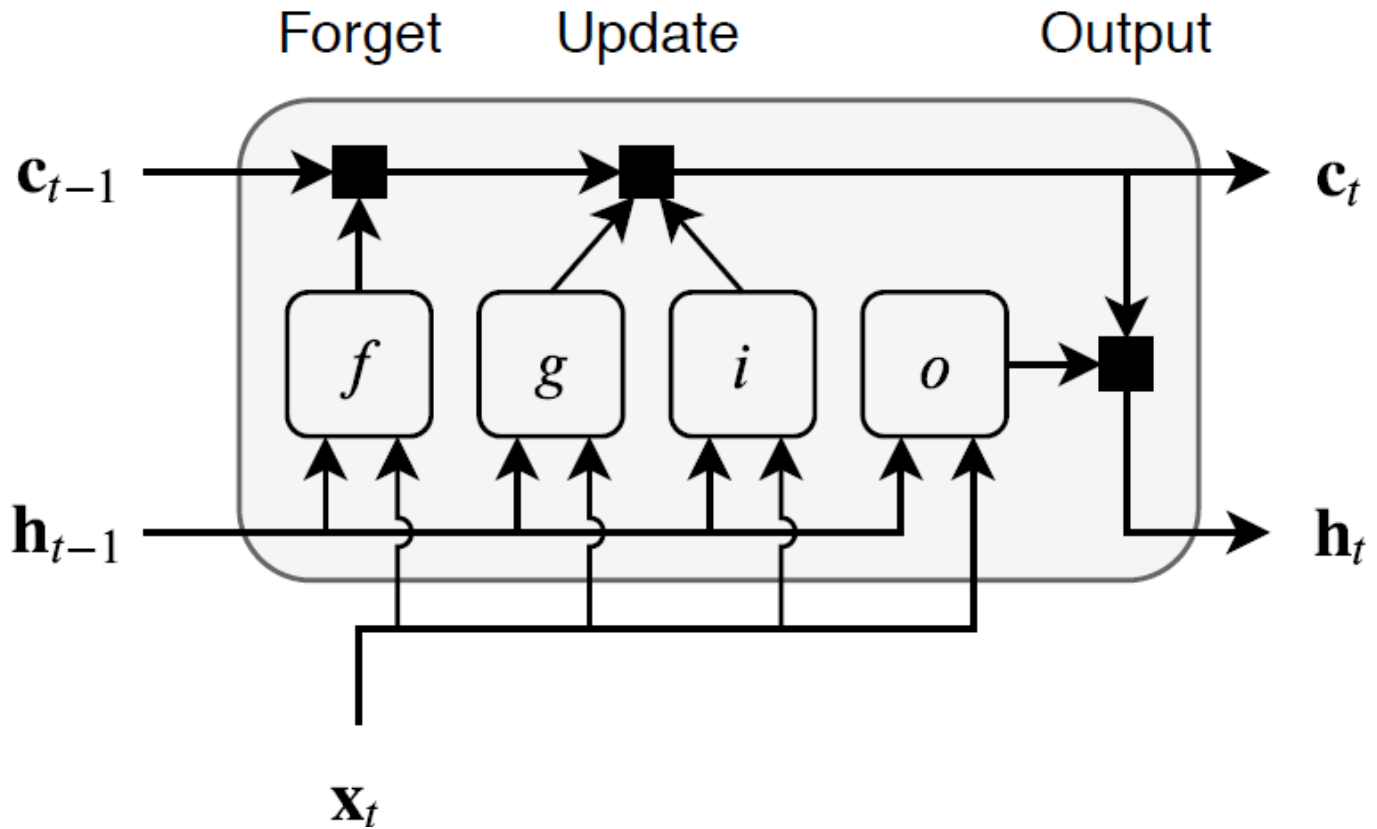 Forget Update Output
c_{t-1} c_t
f g i o
h_{t-1} h_t
x_t